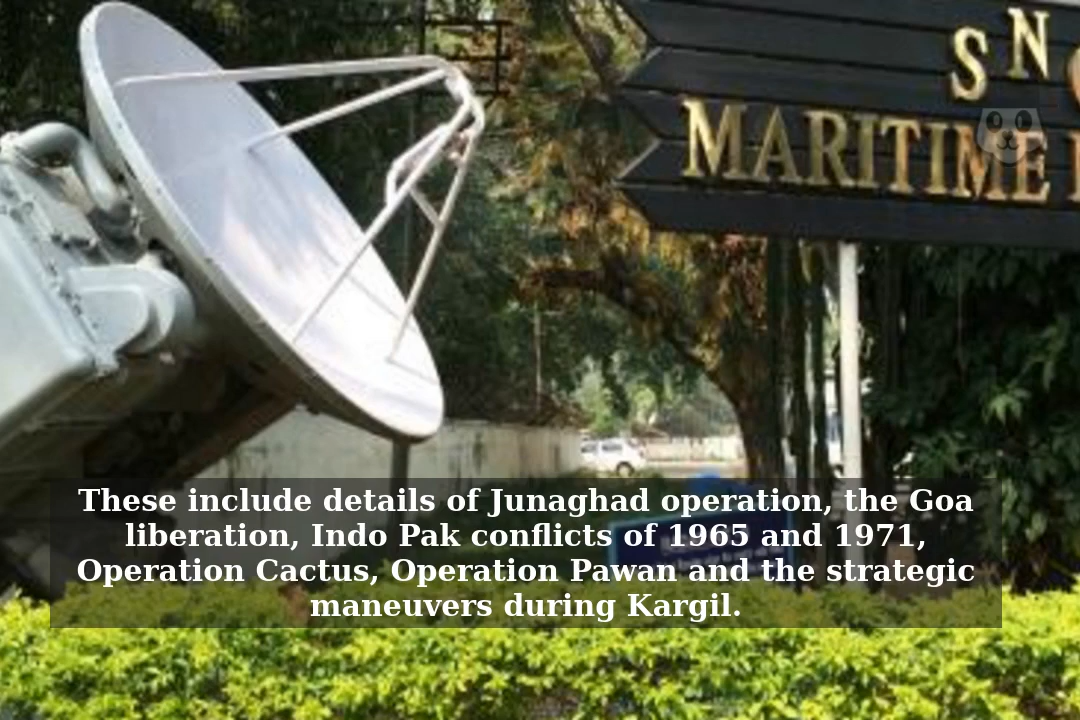 S N
MARITIME
These include details of Junaghad operation, the Goa
liberation, Indo Pak conflicts of 1965 and 1971,
Operation Cactus, Operation Pawan and the strategic
maneuvers during Kargil.